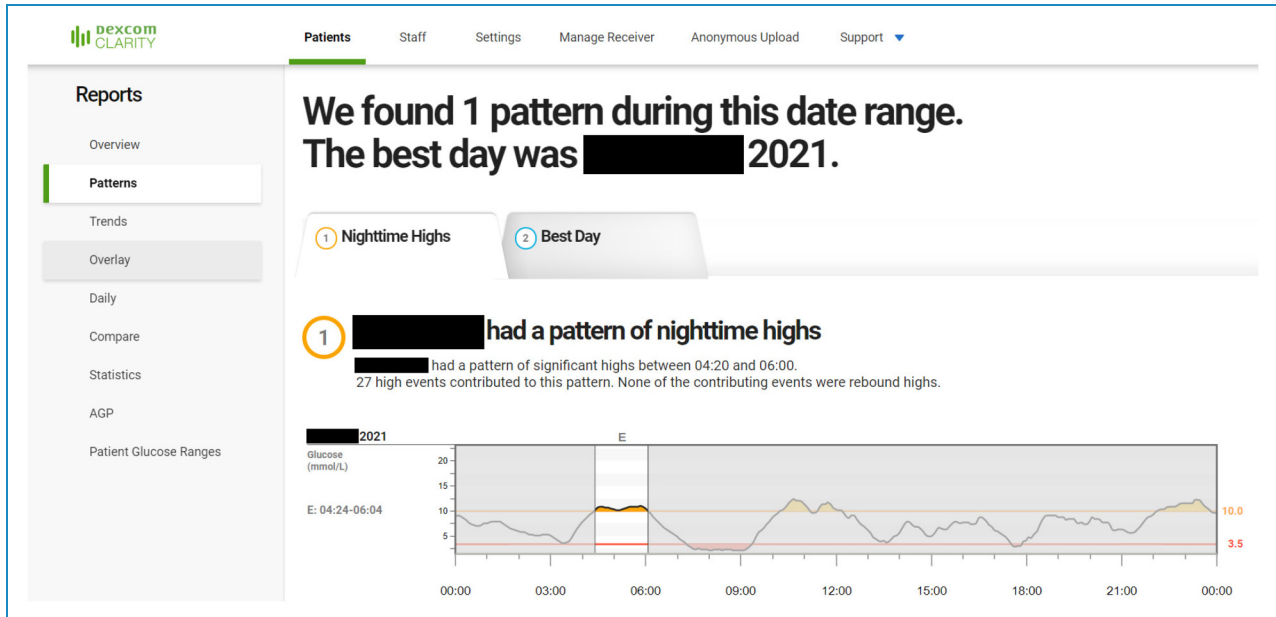 Dexcom
CLARITY
Patients Staff Settings Manage Receiver Anonymous Upload Support
Reports
Overview
Patterns
Trends
Overlay
Daily
Compare
Statistics
AGP
Patient Glucose Ranges
We found 1 pattern during this date range.
The best day was 2021.
1 Nighttime Highs
2 Best Day
1 had a pattern of nighttime highs
had a pattern of significant highs between 04:20 and 06:00.
27 high events contributed to this pattern. None of the contributing events were rebound highs.
2021
E
Glucose
(mmol/L)
E: 04:24-06:04
20
15
10
5
10.0
3.5
00:00 03:00 06:00 09:00 12:00 15:00 18:00 21:00 00:00